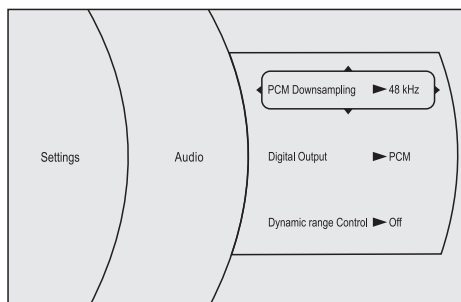 PCM Downsampling ► 48 kHz
Settings Audio Digital Output ► PCM
Dynamic range Control ► Off